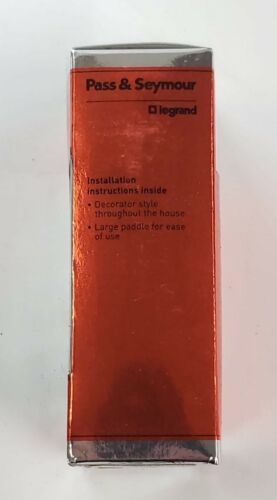 Pass & Seymour
legrand
Installation
instructions inside
• Decorator style
throughout the house
• Large paddle for ease
of use